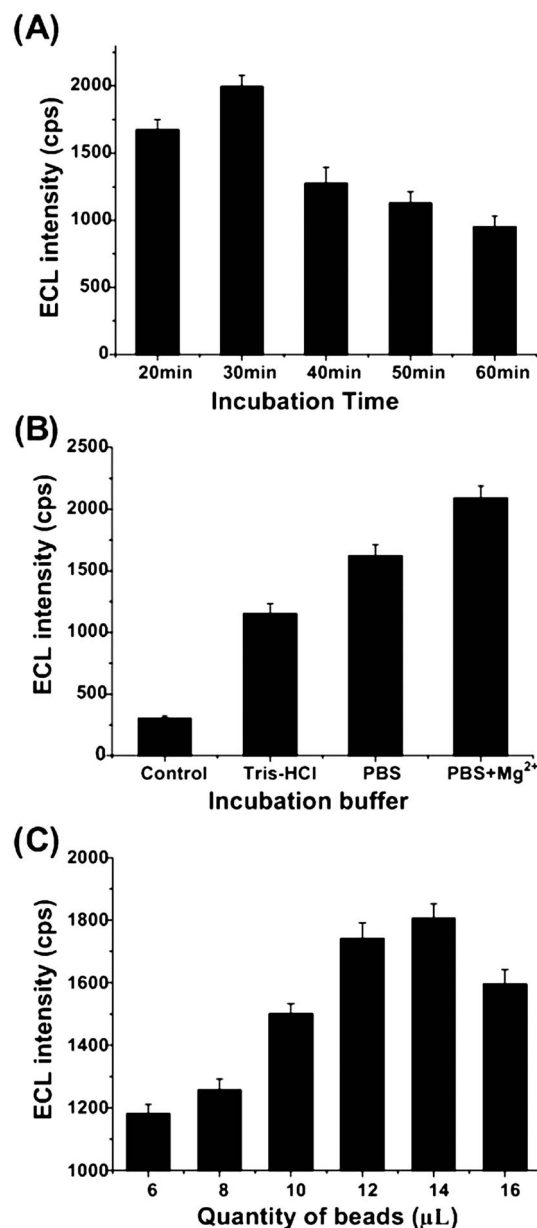 (A)
ECL intensity (cps)
2000
1500
1000
500
0
20min 30min 40min 50min 60min
Incubation Time
(B)
ECL intensity (cps)
2500
2000
1500
1000
500
0
Control Tris-HCl PBS PBS+Mg²⁺
Incubation buffer
(C)
ECL intensity (cps)
2000
1800
1600
1400
1200
1000
6 8 10 12 14 16
Quantity of beads (μL)